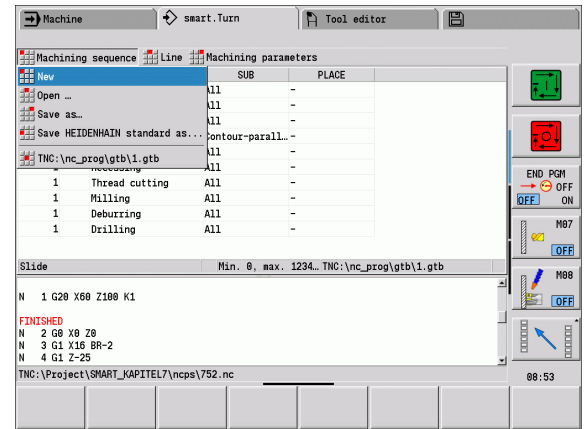 Machine
smart.Turn
Tool editor
Machining sequence Line Machining parameters
New
SUB PLACE
Open …
All -
Save as…
All -
All -
Save HEIDENHAIN standard as...
Contour-parall… -
TNC:\nc_prog\gtb\1.gtb
All -
1 Recessing All -
1 Thread cutting All -
1 Milling All -
1 Deburring All -
1 Drilling All -
Slide Min. 0, max. 1234… TNC:\nc_prog\gtb\1.gtb
N 1 G20 X60 Z100 K1
FINISHED
N 2 G0 X0 Z0
N 3 G1 X16 BR-2
N 4 G1 Z-25
TNC:\Project\SMART_KAPITEL7\ncps\752.nc
END PGM
OFF
OFF ON
M07
OFF
M08
OFF
08:53